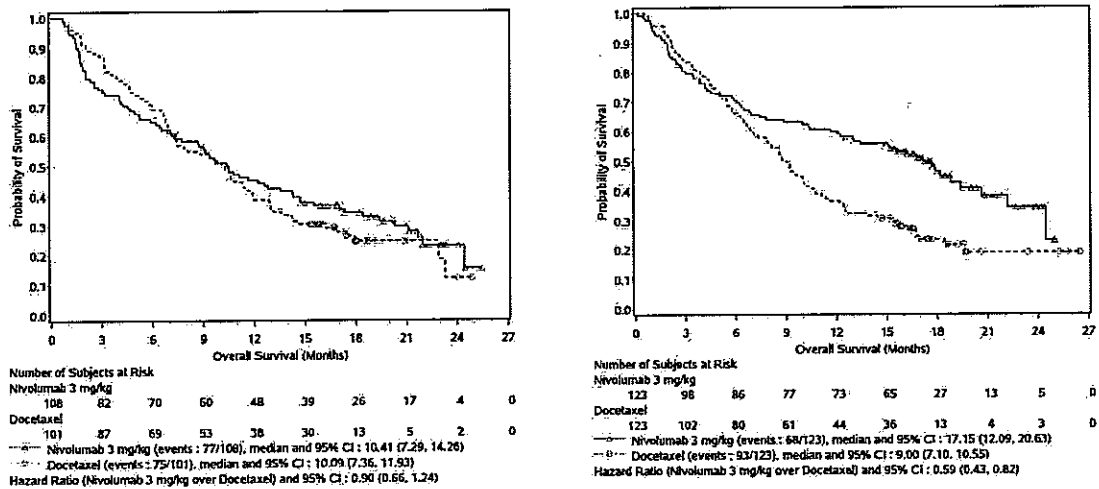 1.0
0.9
0.8
0.7
0.6
0.5
0.4
0.3
0.2
0.1
0.0
Probability of Survival
0 3 6 9 12 15 18 21 24 27
Overall Survival (Months)
Number of Subjects at Risk
Nivolumab 3 mg/kg
108 82 70 60 48 39 26 17 4 0
Docetaxel
101 87 69 53 38 30 13 5 2 0
Nivolumab 3 mg/kg (events : 77/108), median and 95% CI : 10.41 (7.29, 14.26)
Docetaxel (events : 75/101), median and 95% CI : 10.09 (7.36, 11.93)
Hazard Ratio (Nivolumab 3 mg/kg over Docetaxel) and 95% CI : 0.90 (0.66, 1.24)
1.0
0.9
0.8
0.7
0.6
0.5
0.4
0.3
0.2
0.1
0.0
Probability of Survival
0 3 6 9 12 15 18 21 24 27
Overall Survival (Months)
Number of Subjects at Risk
Nivolumab 3 mg/kg
123 98 86 77 73 65 27 13 5 0
Docetaxel
123 102 80 61 44 36 13 4 3 0
Nivolumab 3 mg/kg (events : 68/123), median and 95% CI : 17.15 (12.09, 20.63)
Docetaxel (events : 93/123), median and 95% CI : 9.00 (7.10, 10.55)
Hazard Ratio (Nivolumab 3 mg/kg over Docetaxel) and 95% CI : 0.59 (0.43, 0.82)